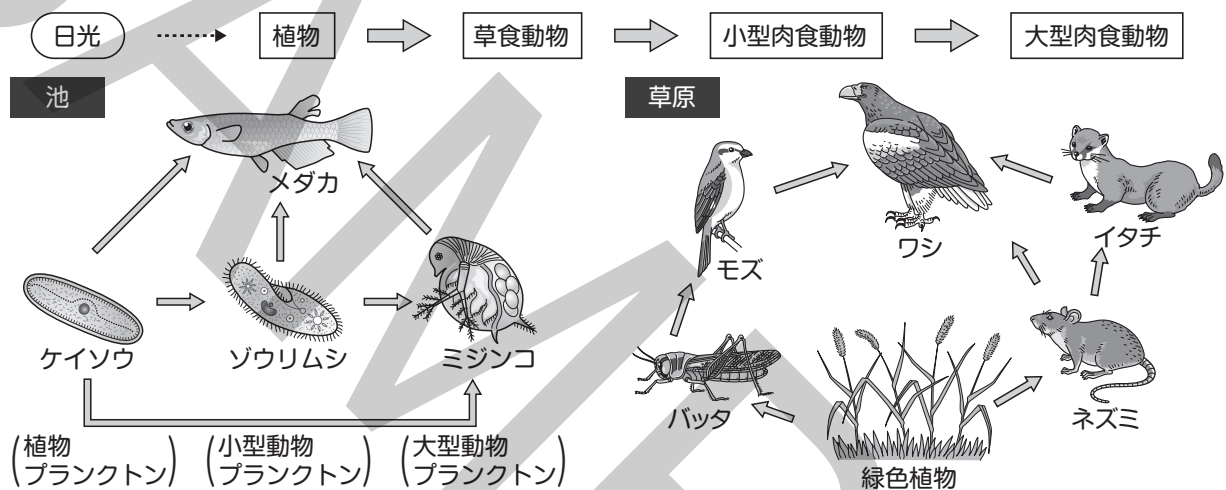 日光
植物
草食動物
小型肉食動物
大型肉食動物
池
メダカ
ケイソウ
ゾウリムシ
ミジンコ
(植物
プランクトン)
(小型動物
プランクトン)
(大型動物
プランクトン)
草原
モズ
ワシ
イタチ
バッタ
緑色植物
ネズミ
SAMP